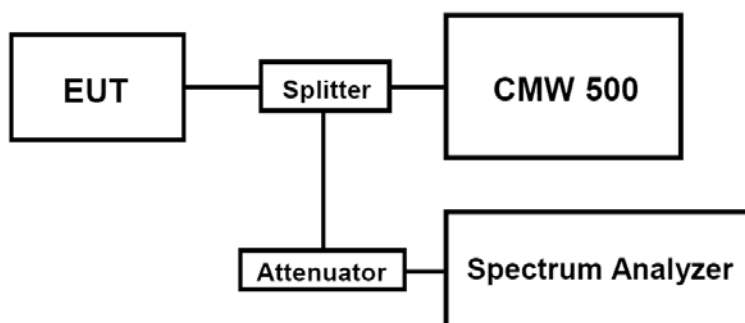 EUT
Splitter
CMW 500
Attenuator
Spectrum Analyzer